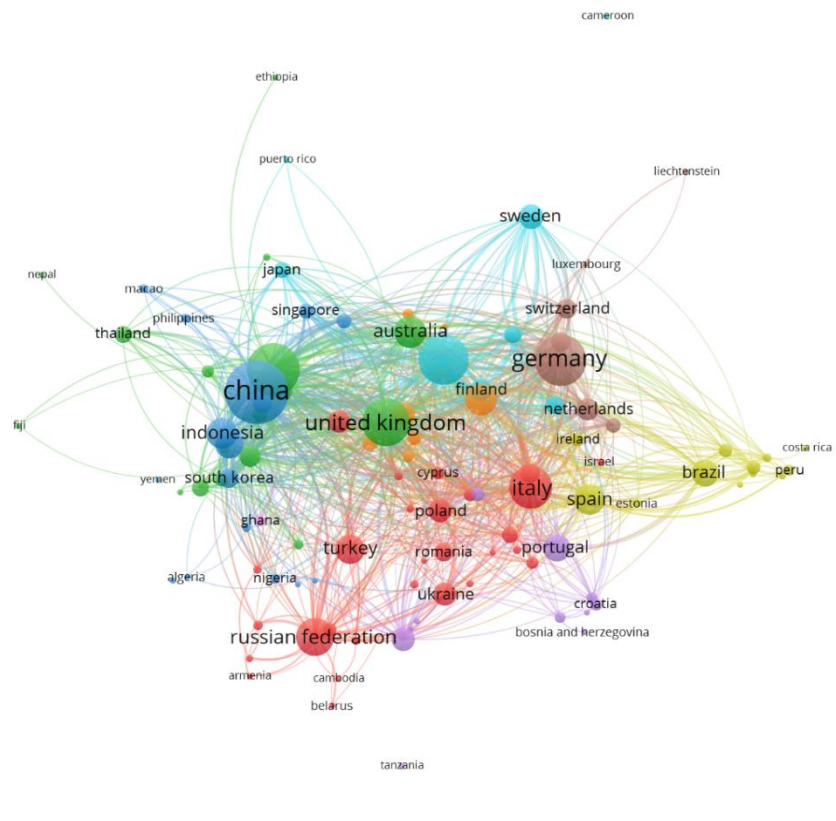 cameroon
ethiopia
puerto rico
liechtenstein
sweden
luxembourg
japan
nepal
macao
singapore
switzerland
philippines
thailand
australia
germany
china
finland
netherlands
united kingdom
fiji
indonesia
ireland
costa rica
israel
cyprus
brazil
peru
yemen
south korea
italy
spain
estonia
poland
ghana
turkey
romania
portugal
algeria
nigeria
ukraine
croatia
russian federation
bosnia and herzegovina
armenia
cambodia
belarus
tanzania